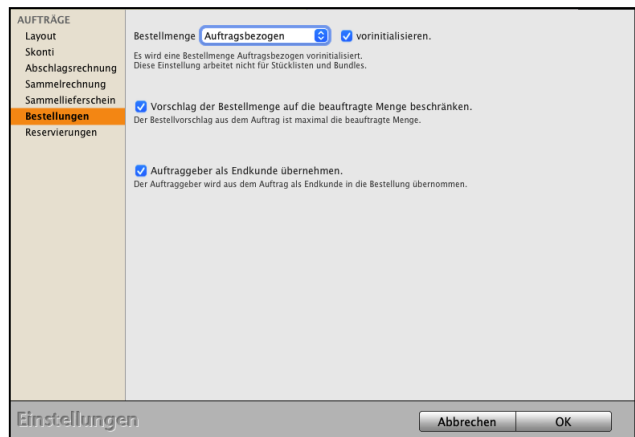 AUFTRÄGE
Layout
Skonti
Abschlagsrechnung
Sammelrechnung
Sammellieferschein
Bestellungen
Reservierungen
Bestellmenge Auftragsbezogen vorinitialisieren.
Es wird eine Bestellmenge Auftragsbezogen vorinitialisiert.
Diese Einstellung arbeitet nicht für Stücklisten und Bundles.
Vorschlag der Bestellmenge auf die beauftragte Menge beschränken.
Der Bestellvorschlag aus dem Auftrag ist maximal die beauftragte Menge.
Auftraggeber als Endkunde übernehmen.
Der Auftraggeber wird aus dem Auftrag als Endkunde in die Bestellung übernommen.
Einstellungen
Abbrechen OK